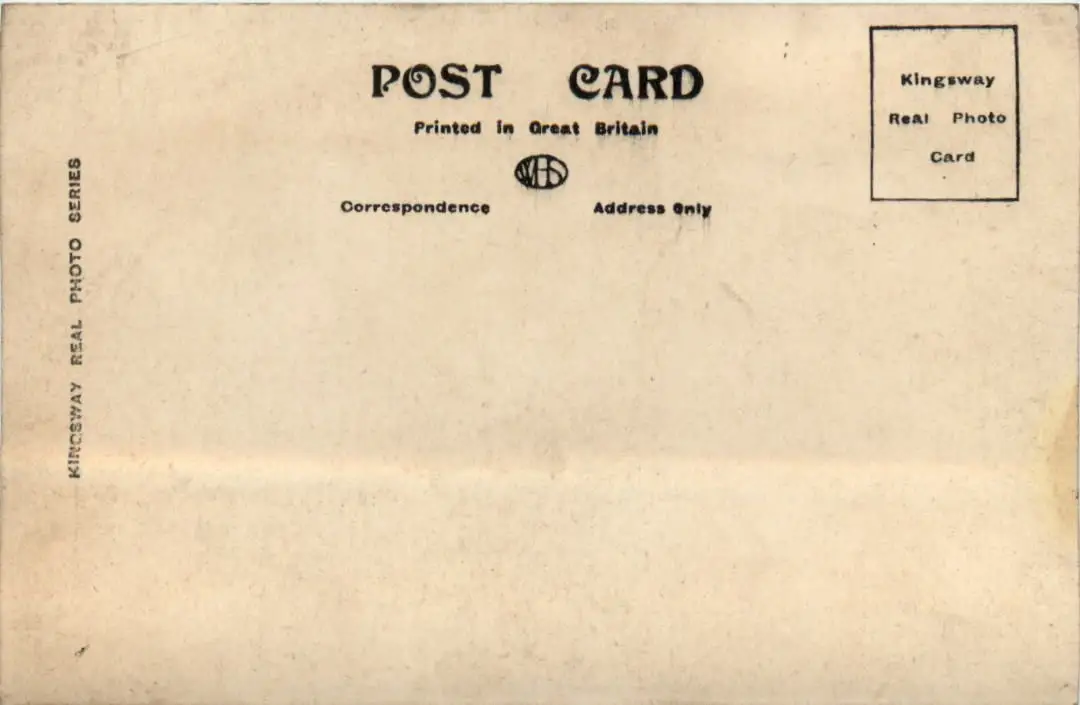 POST CARD
Printed in Great Britain
WHS
Correspondence
Address Only
Kingsway
Real Photo
Card
KINGSWAY REAL PHOTO SERIES